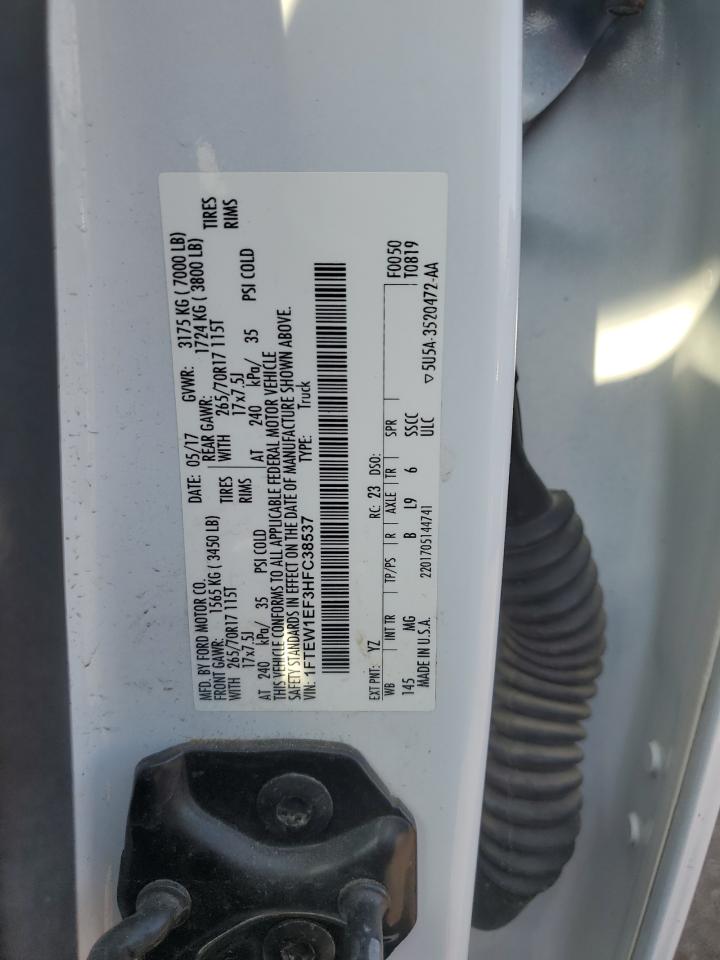 MFD. BY FORD MOTOR CO.
DATE: 05/17 GVWR: 3175 KG ( 7000 LB)
FRONT GAWR: 1565 KG ( 3450 LB) REAR GAWR: 1724 KG ( 3800 LB)
WITH 265/70R17 115T TIRES WITH 265/70R17 115T TIRES
17x7.5J RIMS 17x7.5J RIMS
AT 240 kPa/ 35 PSI COLD AT 240 kPa/ 35 PSI COLD
THIS VEHICLE CONFORMS TO ALL APPLICABLE FEDERAL MOTOR VEHICLE
SAFETY STANDARDS IN EFFECT ON THE DATE OF MANUFACTURE SHOWN ABOVE.
VIN: 1FTEW1EF3HFC38537 TYPE: Truck
EXT PNT: YZ RC: 23 DSO: F0050
WB INT TR TP/PS R AXLE TR SPR T0819
145 MG B L9 6 SSCC
MADE IN U.S.A. 2201705144741 ULC ▽5U5A-3520472-AA